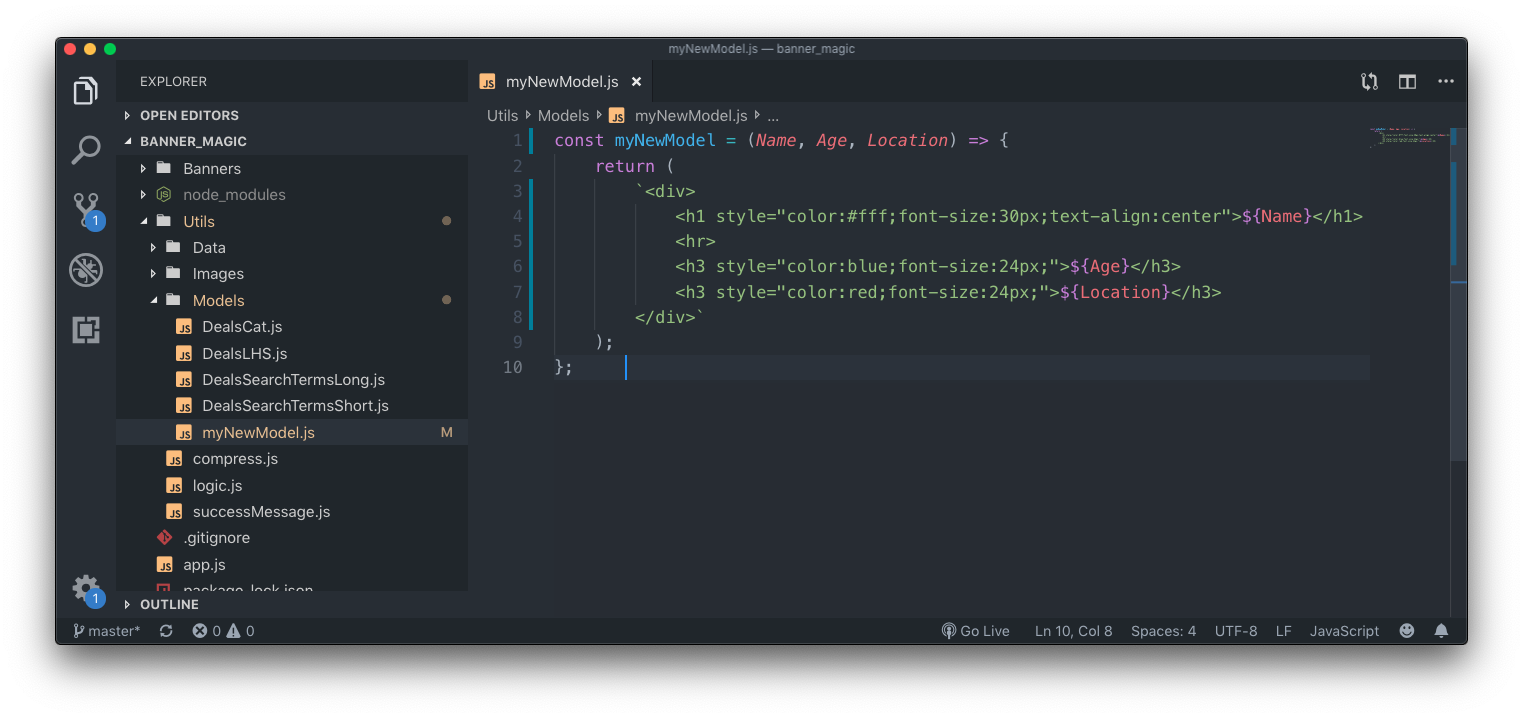 myNewModel.js — banner_magic
EXPLORER
OPEN EDITORS
BANNER_MAGIC
Banners
node_modules
Utils
Data
Images
Models
DealsCat.js
DealsLHS.js
DealsSearchTermsLong.js
DealsSearchTermsShort.js
myNewModel.js M
compress.js
logic.js
successMessage.js
.gitignore
app.js
package-lock.json
OUTLINE
1
1
JS myNewModel.js ×
Utils Models JS myNewModel.js ...
1 const myNewModel = (Name, Age, Location) => {
2     return (
3         `<div>
4             <h1 style="color:#fff;font-size:30px;text-align:center">${Name}</h1>
5             <hr>
6             <h3 style="color:blue;font-size:24px;">${Age}</h3>
7             <h3 style="color:red;font-size:24px;">${Location}</h3>
8         </div>`
9     );
10 };
master* 0 0 Go Live Ln 10, Col 8 Spaces: 4 UTF-8 LF JavaScript